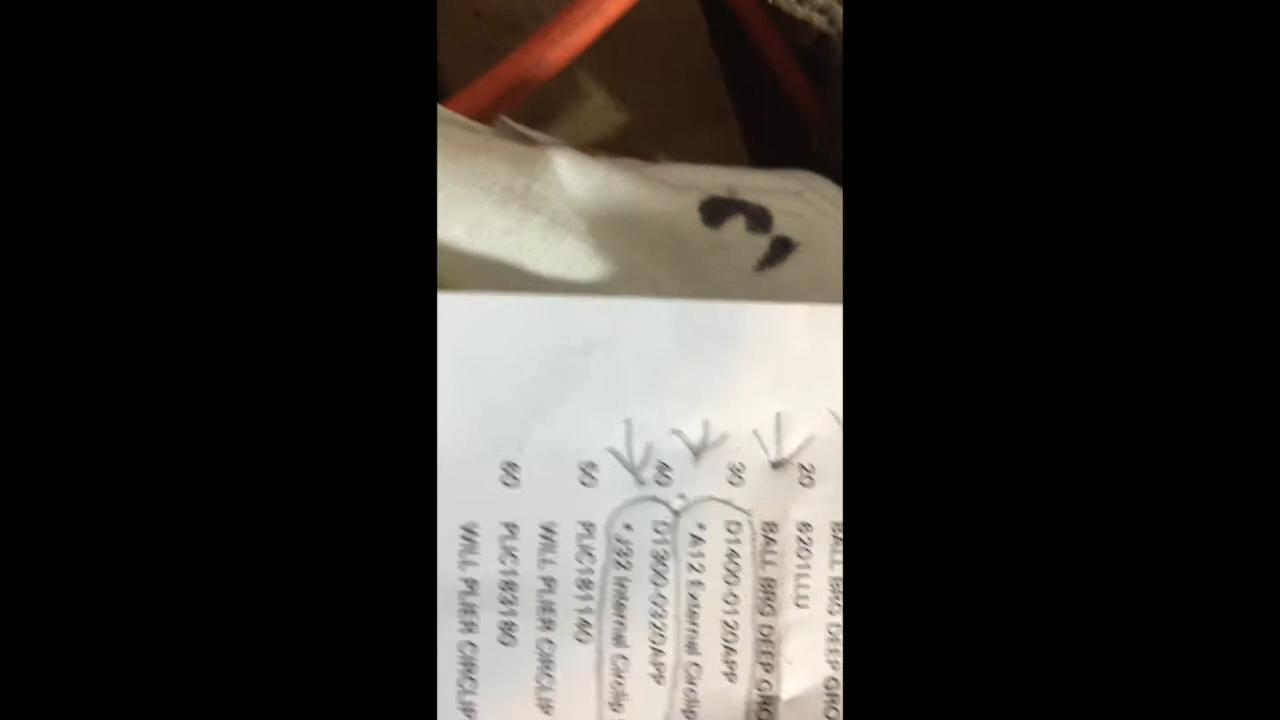 BALL BRG DEEP GRO
20 6201LLU
BALL BRG DEEP GRO
30 D1400-0120APP
* A12 External Circlip
40 D1300-0320APP
* J32 Internal Circlip
50 PLIC181140
WILL PLIER CIRCLIP
60 PLIC183180
WILL PLIER CIRCLIP